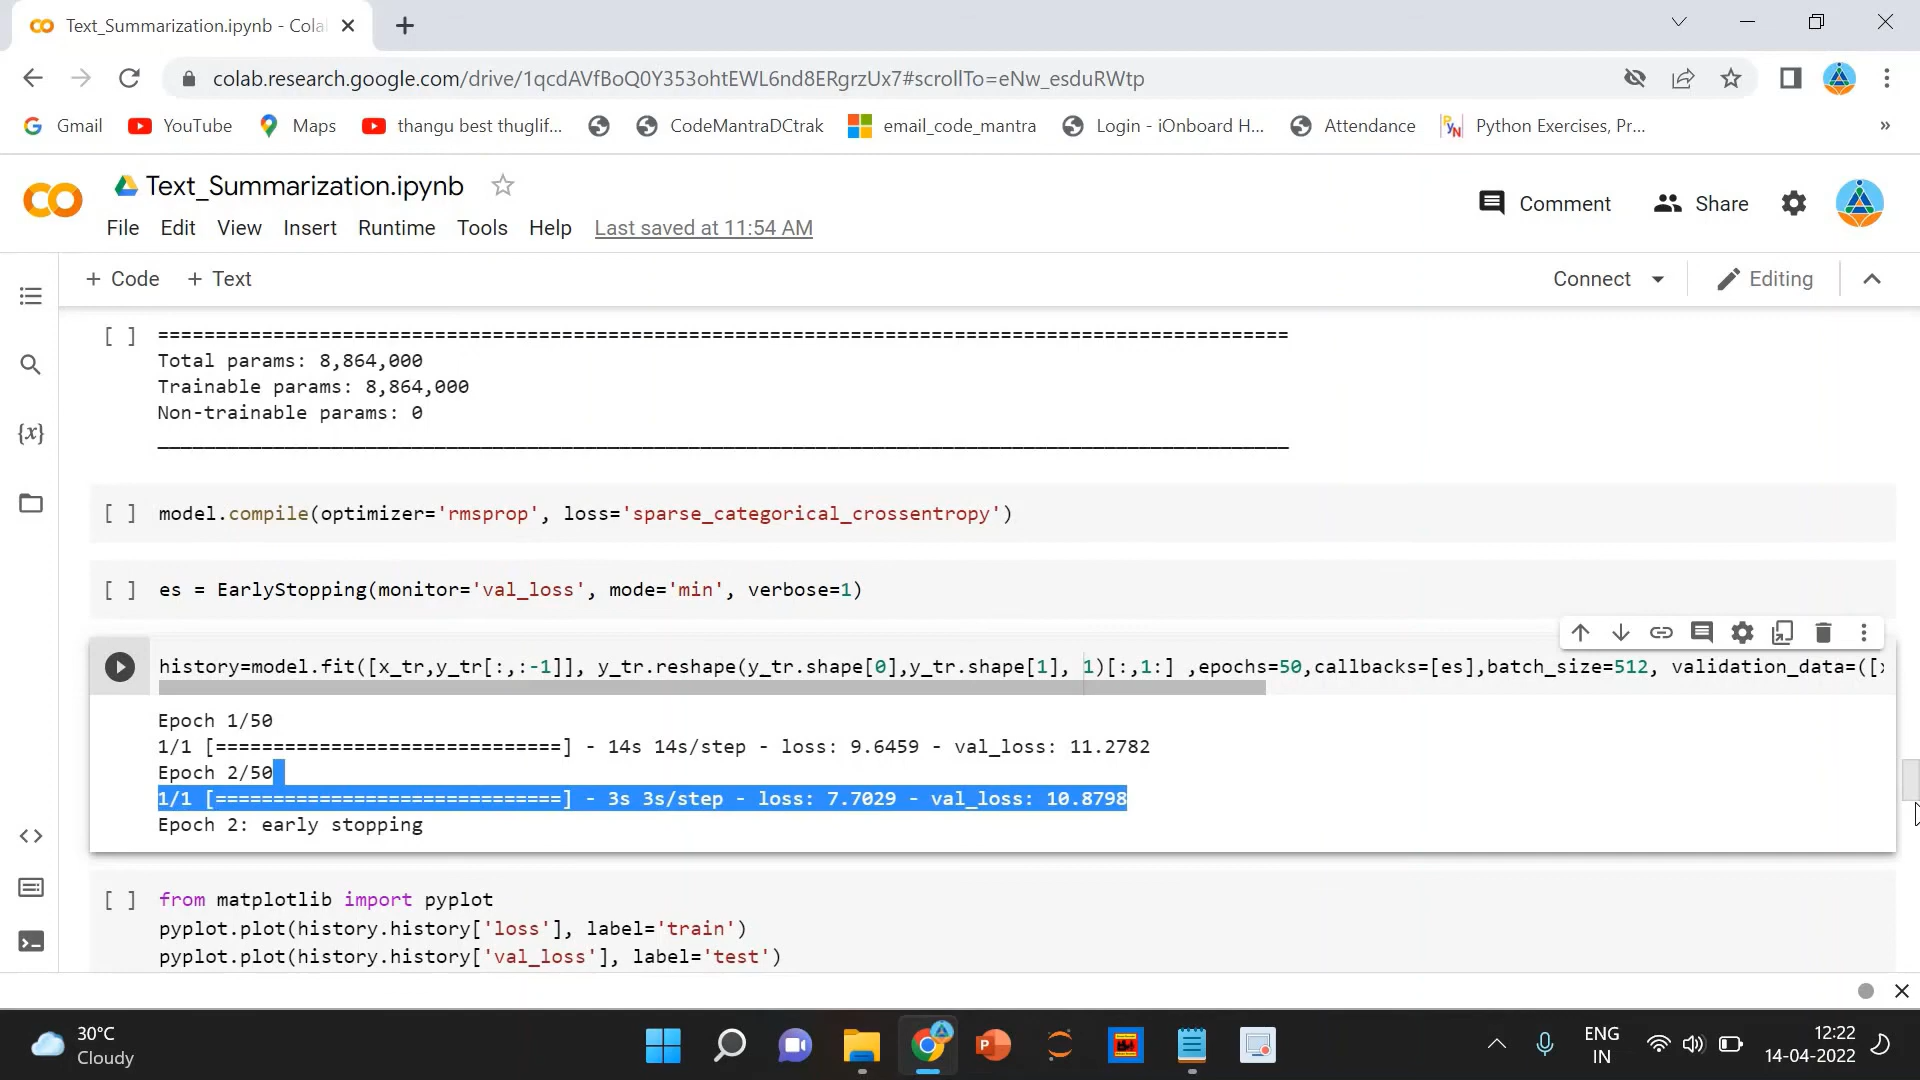 Text_Summarization.ipynb - Cola
colab.research.google.com/drive/1qcdAVfBoQ0Y353ohtEWL6nd8ERgrzUx7#scrollTo=eNw_esduRWtp
Gmail YouTube Maps thangu best thuglif... CodeMantraDCtrak email_code_mantra Login - iOnboard H... Attendance Python Exercises, Pr... »
Text_Summarization.ipynb
Comment Share
File Edit View Insert Runtime Tools Help Last saved at 11:54 AM
+ Code + Text Connect Editing
[ ] ==================================================================================================
Total params: 8,864,000
Trainable params: 8,864,000
Non-trainable params: 0
__________________________________________________________________________________________________
[ ] model.compile(optimizer='rmsprop', loss='sparse_categorical_crossentropy')
[ ] es = EarlyStopping(monitor='val_loss', mode='min', verbose=1)
history=model.fit([x_tr,y_tr[:,:-1]], y_tr.reshape(y_tr.shape[0],y_tr.shape[1], 1)[:,1:] ,epochs=50,callbacks=[es],batch_size=512, validation_data=([x
Epoch 1/50
1/1 [==============================] - 14s 14s/step - loss: 9.6459 - val_loss: 11.2782
Epoch 2/50
1/1 [==============================] - 3s 3s/step - loss: 7.7029 - val_loss: 10.8798
Epoch 2: early stopping
[ ] from matplotlib import pyplot
pyplot.plot(history.history['loss'], label='train')
pyplot.plot(history.history['val_loss'], label='test')
30°C
Cloudy
ENG
IN
12:22
14-04-2022